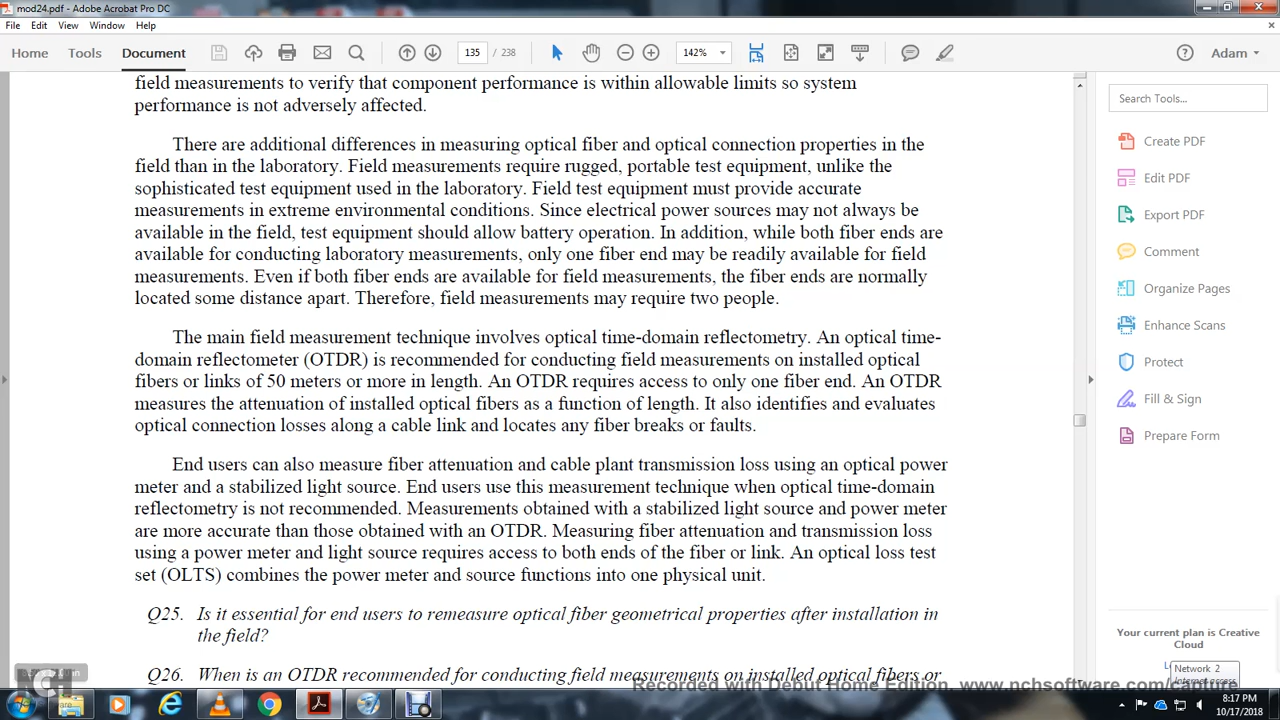 mod24.pdf - Adobe Acrobat Pro DC
File Edit View Window Help
Home Tools Document 135 / 238 142% Adam
field measurements to verify that component performance is within allowable limits so system
performance is not adversely affected.
There are additional differences in measuring optical fiber and optical connection properties in the
field than in the laboratory. Field measurements require rugged, portable test equipment, unlike the
sophisticated test equipment used in the laboratory. Field test equipment must provide accurate
measurements in extreme environmental conditions. Since electrical power sources may not always be
available in the field, test equipment should allow battery operation. In addition, while both fiber ends are
available for conducting laboratory measurements, only one fiber end may be readily available for field
measurements. Even if both fiber ends are available for field measurements, the fiber ends are normally
located some distance apart. Therefore, field measurements may require two people.
The main field measurement technique involves optical time-domain reflectometry. An optical time-
domain reflectometer (OTDR) is recommended for conducting field measurements on installed optical
fibers or links of 50 meters or more in length. An OTDR requires access to only one fiber end. An OTDR
measures the attenuation of installed optical fibers as a function of length. It also identifies and evaluates
optical connection losses along a cable link and locates any fiber breaks or faults.
End users can also measure fiber attenuation and cable plant transmission loss using an optical power
meter and a stabilized light source. End users use this measurement technique when optical time-domain
reflectometry is not recommended. Measurements obtained with a stabilized light source and power meter
are more accurate than those obtained with an OTDR. Measuring fiber attenuation and transmission loss
using a power meter and light source requires access to both ends of the fiber or link. An optical loss test
set (OLTS) combines the power meter and source functions into one physical unit.
Q25. Is it essential for end users to remeasure optical fiber geometrical properties after installation in
the field?
Q26. When is an OTDR recommended for conducting field measurements on installed optical fibers or
Search Tools...
Create PDF
Edit PDF
Export PDF
Comment
Organize Pages
Enhance Scans
Protect
Fill & Sign
Prepare Form
Your current plan is Creative
Cloud
Network 2
Internet access
NCH
Recorded with Debut Home Edition. www.nchsoftware.com/capture
8:17 PM
10/17/2018